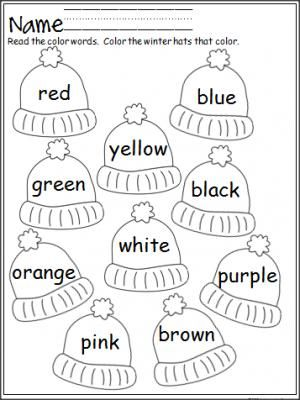 Name
Read the color words. Color the winter hats that color.
red
blue
yellow
green
black
white
orange
purple
pink
brown